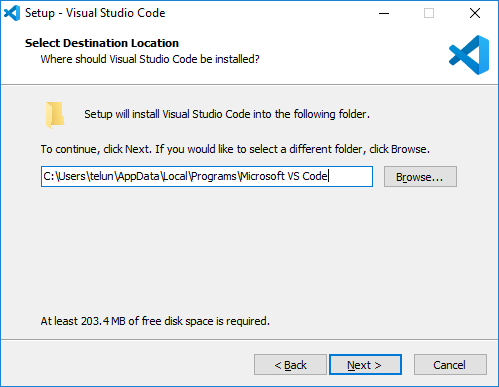 Setup - Visual Studio Code
Select Destination Location
Where should Visual Studio Code be installed?
Setup will install Visual Studio Code into the following folder.
To continue, click Next. If you would like to select a different folder, click Browse.
C:\Users\telun\AppData\Local\Programs\Microsoft VS Code
Browse...
At least 203.4 MB of free disk space is required.
< Back
Next >
Cancel